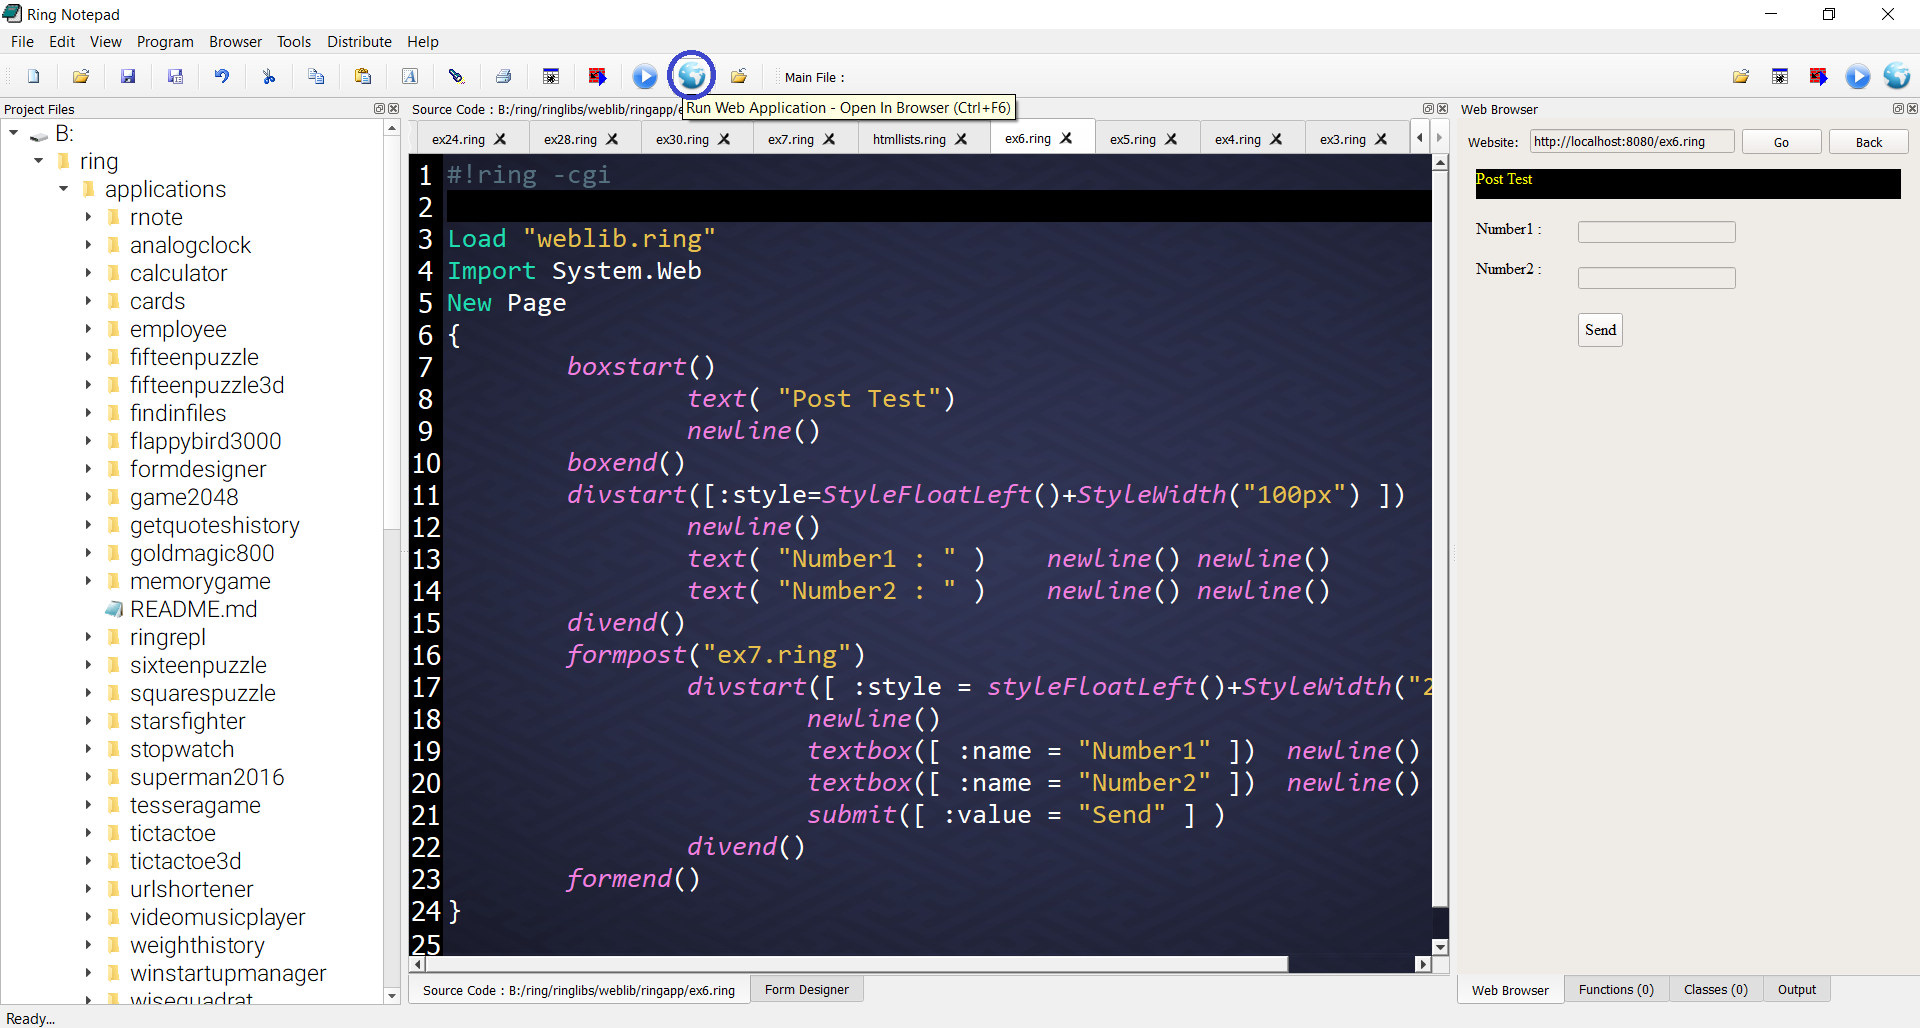 Ring Notepad
File Edit View Program Browser Tools Distribute Help
Main File :
Run Web Application - Open In Browser (Ctrl+F6)
Project Files
B:
ring
applications
rnote
analogclock
calculator
cards
employee
fifteenpuzzle
fifteenpuzzle3d
findinfiles
flappybird3000
formdesigner
game2048
getquoteshistory
goldmagic800
memorygame
README.md
ringrepl
sixteenpuzzle
squarespuzzle
starsfighter
stopwatch
superman2016
tesseragame
tictactoe
tictactoe3d
urlshortener
videomusicplayer
weighthistory
winstartupmanager
wisequadrat
Source Code : B:/ring/ringlibs/weblib/ringapp/e
ex24.ring ex28.ring ex30.ring ex7.ring htmllists.ring ex6.ring ex5.ring ex4.ring ex3.ring
1 #!ring -cgi
2
3 Load "weblib.ring"
4 Import System.Web
5 New Page
6 {
7 boxstart()
8 text( "Post Test")
9 newline()
10 boxend()
11 divstart([:style=StyleFloatLeft()+StyleWidth("100px") ])
12 newline()
13 text( "Number1 : " ) newline() newline()
14 text( "Number2 : " ) newline() newline()
15 divend()
16 formpost("ex7.ring")
17 divstart([ :style = styleFloatLeft()+StyleWidth("2
18 newline()
19 textbox([ :name = "Number1" ]) newline()
20 textbox([ :name = "Number2" ]) newline()
21 submit([ :value = "Send" ] )
22 divend()
23 formend()
24 }
25
Source Code : B:/ring/ringlibs/weblib/ringapp/ex6.ring Form Designer
Web Browser
Website: http://localhost:8080/ex6.ring Go Back
Post Test
Number1 :
Number2 :
Send
Web Browser Functions (0) Classes (0) Output
Ready...